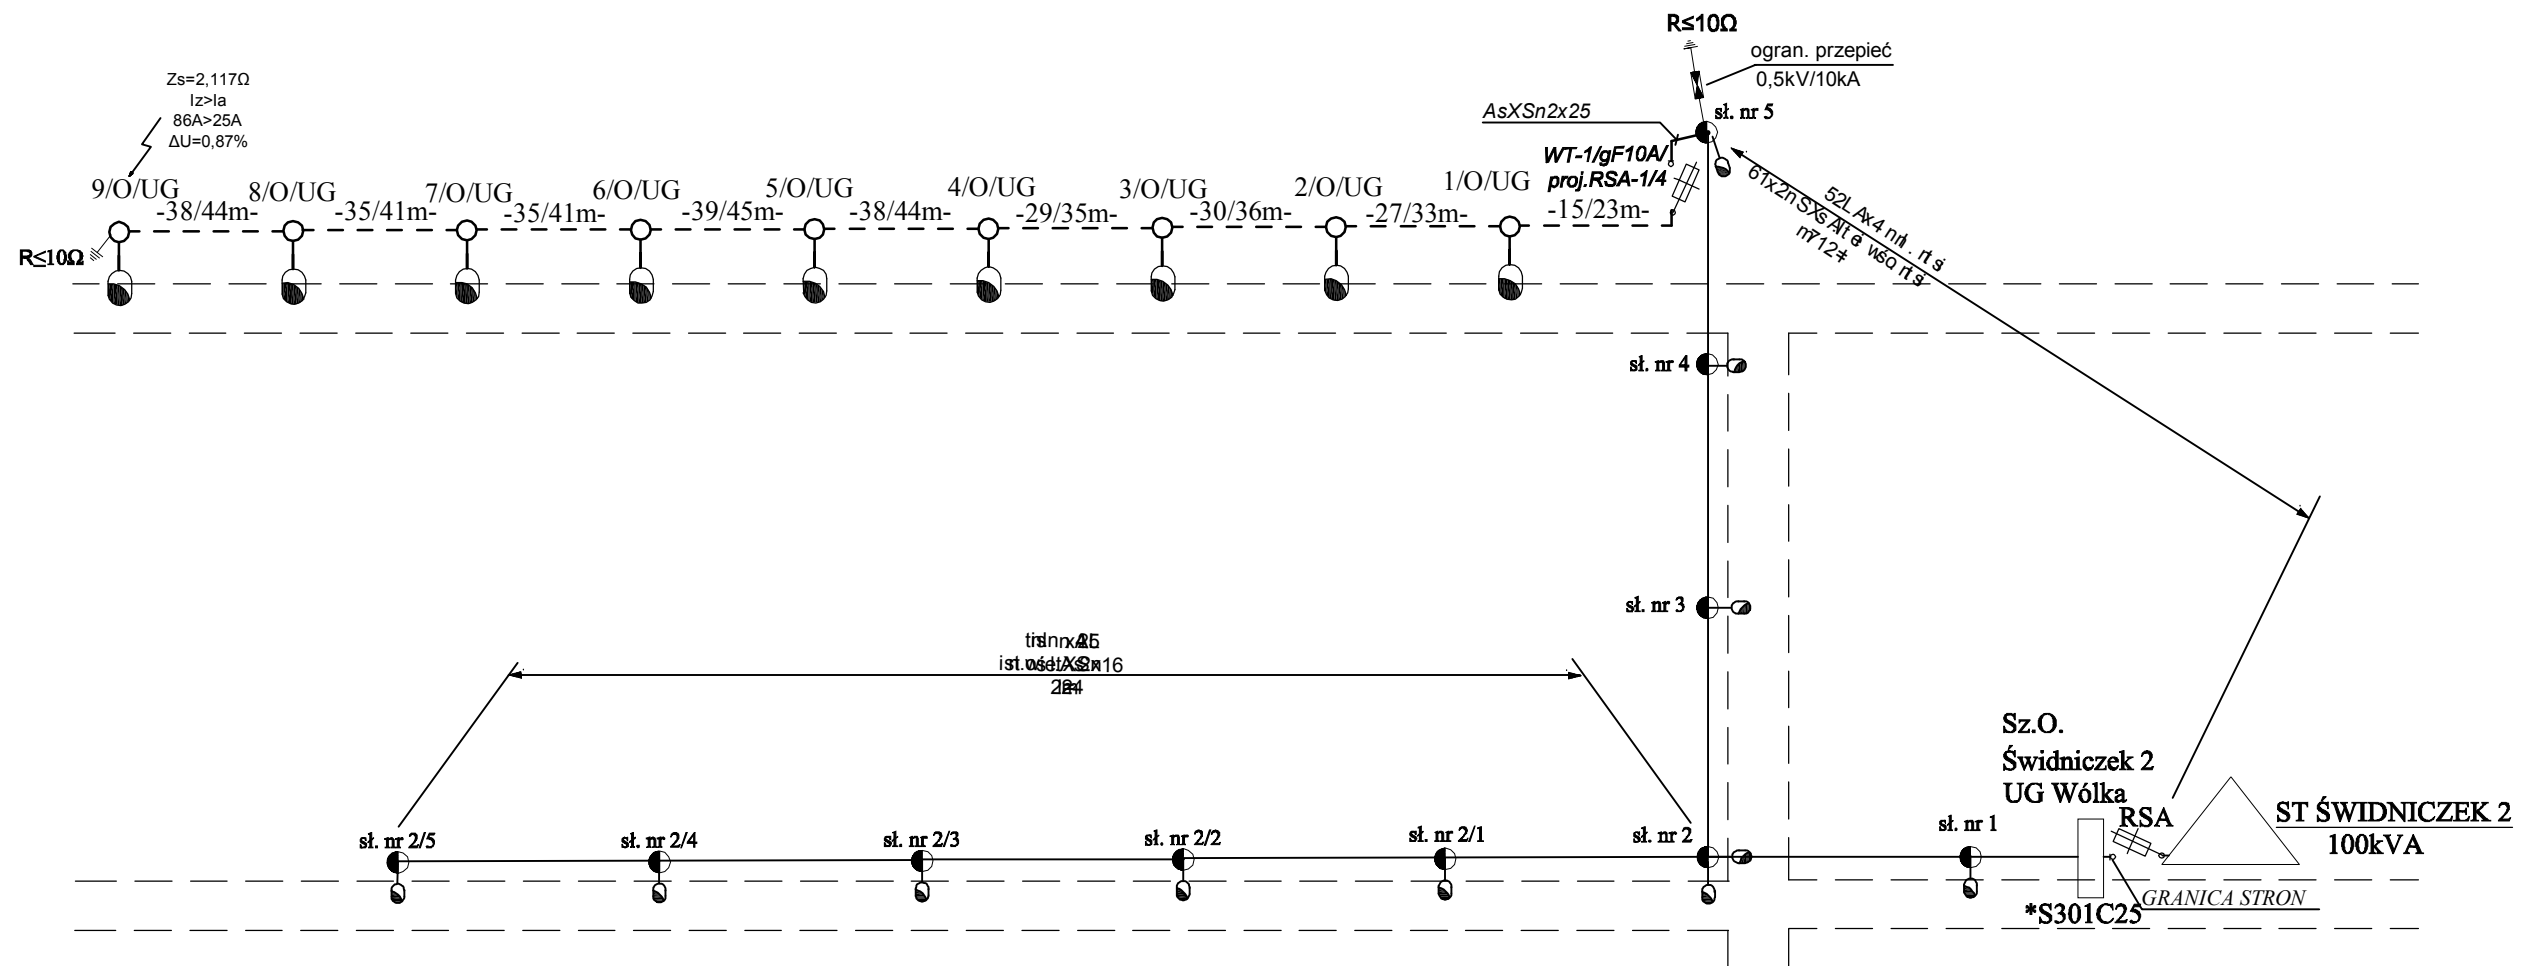 R≤10Ω
ogran. przepieć
0,5kV/10kA
Zs=2,117Ω
Iz>Ia
86A>25A
ΔU=0,87%
AsXSn2x25
sł. nr 5
WT-1/gF10A/
proj.RSA-1/4
9/O/UG
8/O/UG
7/O/UG
6/O/UG
5/O/UG
4/O/UG
3/O/UG
2/O/UG
1/O/UG
-38/44m-
-35/41m-
-35/41m-
-39/45m-
-38/44m-
-29/35m-
-30/36m-
-27/33m-
-15/23m-
R≤10Ω
sł. nr 4
sł. nr 3
Sz.O.
Świdniczek 2
UG Wólka
RSA
ST ŚWIDNICZEK 2
100kVA
sł. nr 2/5
sł. nr 2/4
sł. nr 2/3
sł. nr 2/2
sł. nr 2/1
sł. nr 2
sł. nr 1
GRANICA STRON
*S301C25